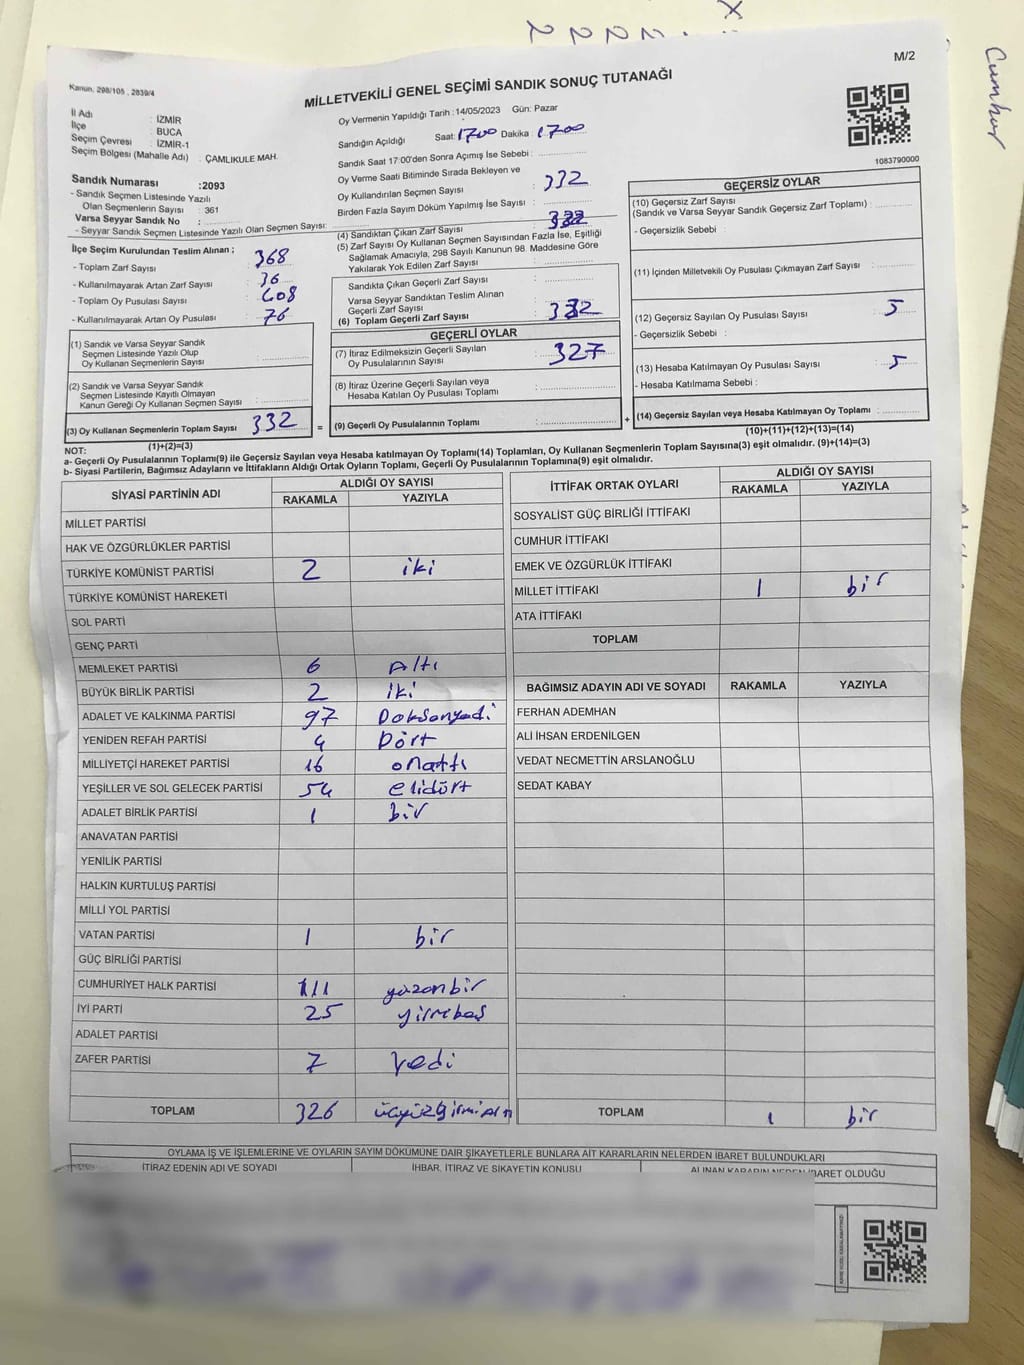 Cumhur
M/2
Kanun, 298/105, 2839/4
MİLLETVEKİLİ GENEL SEÇİMİ SANDIK SONUÇ TUTANAĞI
İl Adı : İZMİR
İlçe : BUCA
Seçim Çevresi : İZMİR-1
Seçim Bölgesi (Mahalle Adı) : ÇAMLIKULE MAH.
Oy Vermenin Yapıldığı Tarih : 14/05/2023 Gün: Pazar
Sandığın Açıldığı Saat: 1700 Dakika : 1700
Sandık Saat 17:00'den Sonra Açımış İse Sebebi :
Oy Verme Saati Bitiminde Sırada Bekleyen ve
Oy Kullandırılan Seçmen Sayısı : 332
Birden Fazla Sayım Döküm Yapılmış İse Sayısı :
1083790000
Sandık Numarası :2093
- Sandık Seçmen Listesinde Yazılı
Olan Seçmenlerin Sayısı : 361
Varsa Seyyar Sandık No :
- Seyyar Sandık Seçmen Listesinde Yazılı Olan Seçmen Sayısı:
İlçe Seçim Kurulundan Teslim Alınan ;
- Toplam Zarf Sayısı : 368
- Kullanılmayarak Artan Zarf Sayısı : 36
- Toplam Oy Pusulası Sayısı : 408
- Kullanılmayarak Artan Oy Pusulası : 76
(1) Sandık ve Varsa Seyyar Sandık
Seçmen Listesinde Yazılı Olup
Oy Kullanan Seçmenlerin Sayısı :
(2) Sandık ve Varsa Seyyar Sandık
Seçmen Listesinde Kayıtlı Olmayan
Kanun Gereği Oy Kullanan Seçmen Sayısı :
(3) Oy Kullanan Seçmenlerin Toplam Sayısı : 332
(1)+(2)=(3)
(4) Sandıktan Çıkan Zarf Sayısı : 332
(5) Zarf Sayısı Oy Kullanan Seçmen Sayısından Fazla İse, Eşitliği
Sağlamak Amacıyla, 298 Sayılı Kanunun 98. Maddesine Göre
Yakılarak Yok Edilen Zarf Sayısı :
Sandıkta Çıkan Geçerli Zarf Sayısı :
Varsa Seyyar Sandıktan Teslim Alınan
Geçerli Zarf Sayısı :
(6) Toplam Geçerli Zarf Sayısı : 332
GEÇERLİ OYLAR
(7) İtiraz Edilmeksizin Geçerli Sayılan
Oy Pusulalarının Sayısı : 327
(8) İtiraz Üzerine Geçerli Sayılan veya
Hesaba Katılan Oy Pusulası Toplamı :
= (9) Geçerli Oy Pusulalarının Toplamı : +
GEÇERSİZ OYLAR
(10) Geçersiz Zarf Sayısı
(Sandık ve Varsa Seyyar Sandık Geçersiz Zarf Toplamı) :
- Geçersizlik Sebebi :
(11) İçinden Milletvekili Oy Pusulası Çıkmayan Zarf Sayısı :
(12) Geçersiz Sayılan Oy Pusulası Sayısı : 5
- Geçersizlik Sebebi :
(13) Hesaba Katılmayan Oy Pusulası Sayısı : 5
- Hesaba Katılmama Sebebi :
(14) Geçersiz Sayılan veya Hesaba Katılmayan Oy Toplamı :
(10)+(11)+(12)+(13)=(14)
NOT:
a- Geçerli Oy Pusulalarının Toplamı(9) ile Geçersiz Sayılan veya Hesaba katılmayan Oy Toplamı(14) Toplamları, Oy Kullanan Seçmenlerin Toplam Sayısına(3) eşit olmalıdır. (9)+(14)=(3)
b- Siyasi Partilerin, Bağımsız Adayların ve İttifakların Aldığı Ortak Oyların Toplamı, Geçerli Oy Pusulalarının Toplamına(9) eşit olmalıdır.
SİYASİ PARTİNİN ADI ALDIĞI OY SAYISI
RAKAMLA YAZIYLA
MİLLET PARTİSİ
HAK VE ÖZGÜRLÜKLER PARTİSİ
TÜRKİYE KOMÜNİST PARTİSİ 2 iki
TÜRKİYE KOMÜNİST HAREKETİ
SOL PARTİ
GENÇ PARTİ
MEMLEKET PARTİSİ 6 Altı
BÜYÜK BİRLİK PARTİSİ 2 iki
ADALET VE KALKINMA PARTİSİ 97 Doksanyedi
YENİDEN REFAH PARTİSİ 4 Dört
MİLLİYETÇİ HAREKET PARTİSİ 16 onaltı
YEŞİLLER VE SOL GELECEK PARTİSİ 54 elidört
ADALET BİRLİK PARTİSİ 1 bir
ANAVATAN PARTİSİ
YENİLİK PARTİSİ
HALKIN KURTULUŞ PARTİSİ
MİLLİ YOL PARTİSİ
VATAN PARTİSİ 1 bir
GÜÇ BİRLİĞİ PARTİSİ
CUMHURİYET HALK PARTİSİ 111 yüzonbir
İYİ PARTİ 25 yirmibeş
ADALET PARTİSİ
ZAFER PARTİSİ 7 Yedi
TOPLAM 326
İTTİFAK ORTAK OYLARI ALDIĞI OY SAYISI
RAKAMLA YAZIYLA
SOSYALİST GÜÇ BİRLİĞİ İTTİFAKI
CUMHUR İTTİFAKI
EMEK VE ÖZGÜRLÜK İTTİFAKI
MİLLET İTTİFAKI 1 bir
ATA İTTİFAKI
TOPLAM
BAĞIMSIZ ADAYIN ADI VE SOYADI RAKAMLA YAZIYLA
FERHAN ADEMHAN
ALİ İHSAN ERDENİLGEN
VEDAT NECMETTİN ARSLANOĞLU
SEDAT KABAY
TOPLAM 1 bir
OYLAMA İŞ VE İŞLEMLERİNE VE OYLARIN SAYIM DÖKÜMÜNE DAİR ŞİKAYETLERLE BUNLARA AİT KARARLARIN NELERDEN İBARET BULUNDUKLARI
İTİRAZ EDENİN ADI VE SOYADI İHBAR, İTİRAZ VE ŞİKAYETİN KONUSU ALINAN KARARIN NEDEN İBARET OLDUĞU